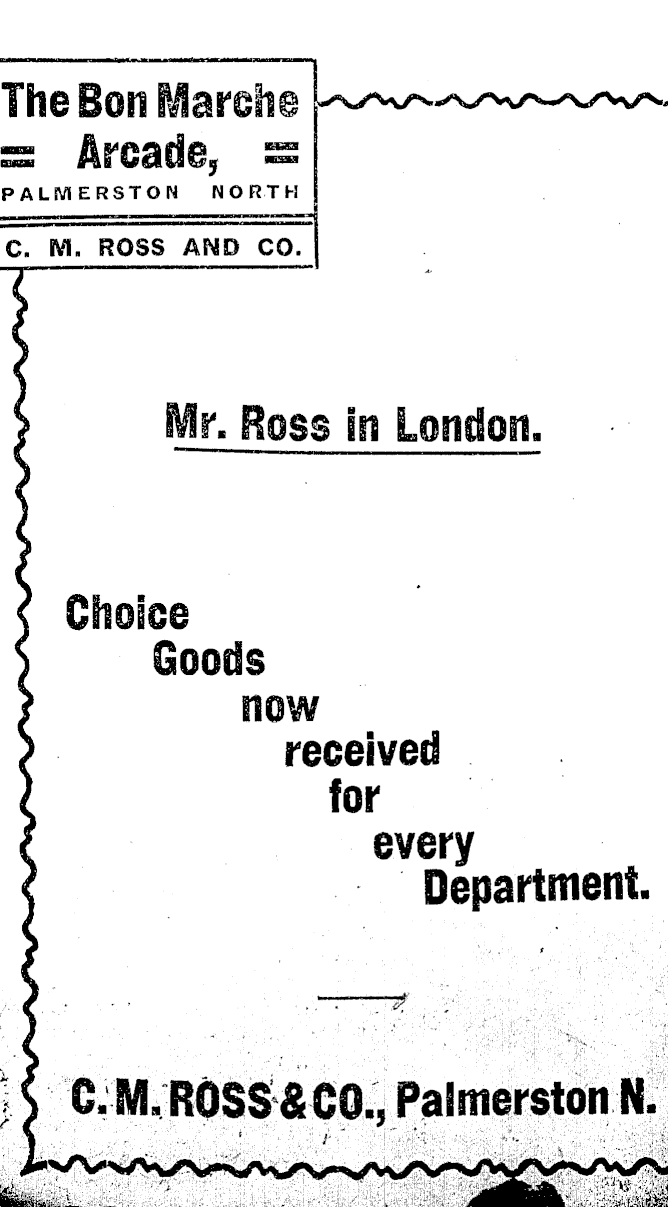 The Bon Marche
= Arcade, =
PALMERSTON NORTH
C. M. ROSS AND CO.
Mr. Ross in London.
Choice
Goods
now
received
for
every
Department.
C. M. ROSS & CO., Palmerston N.